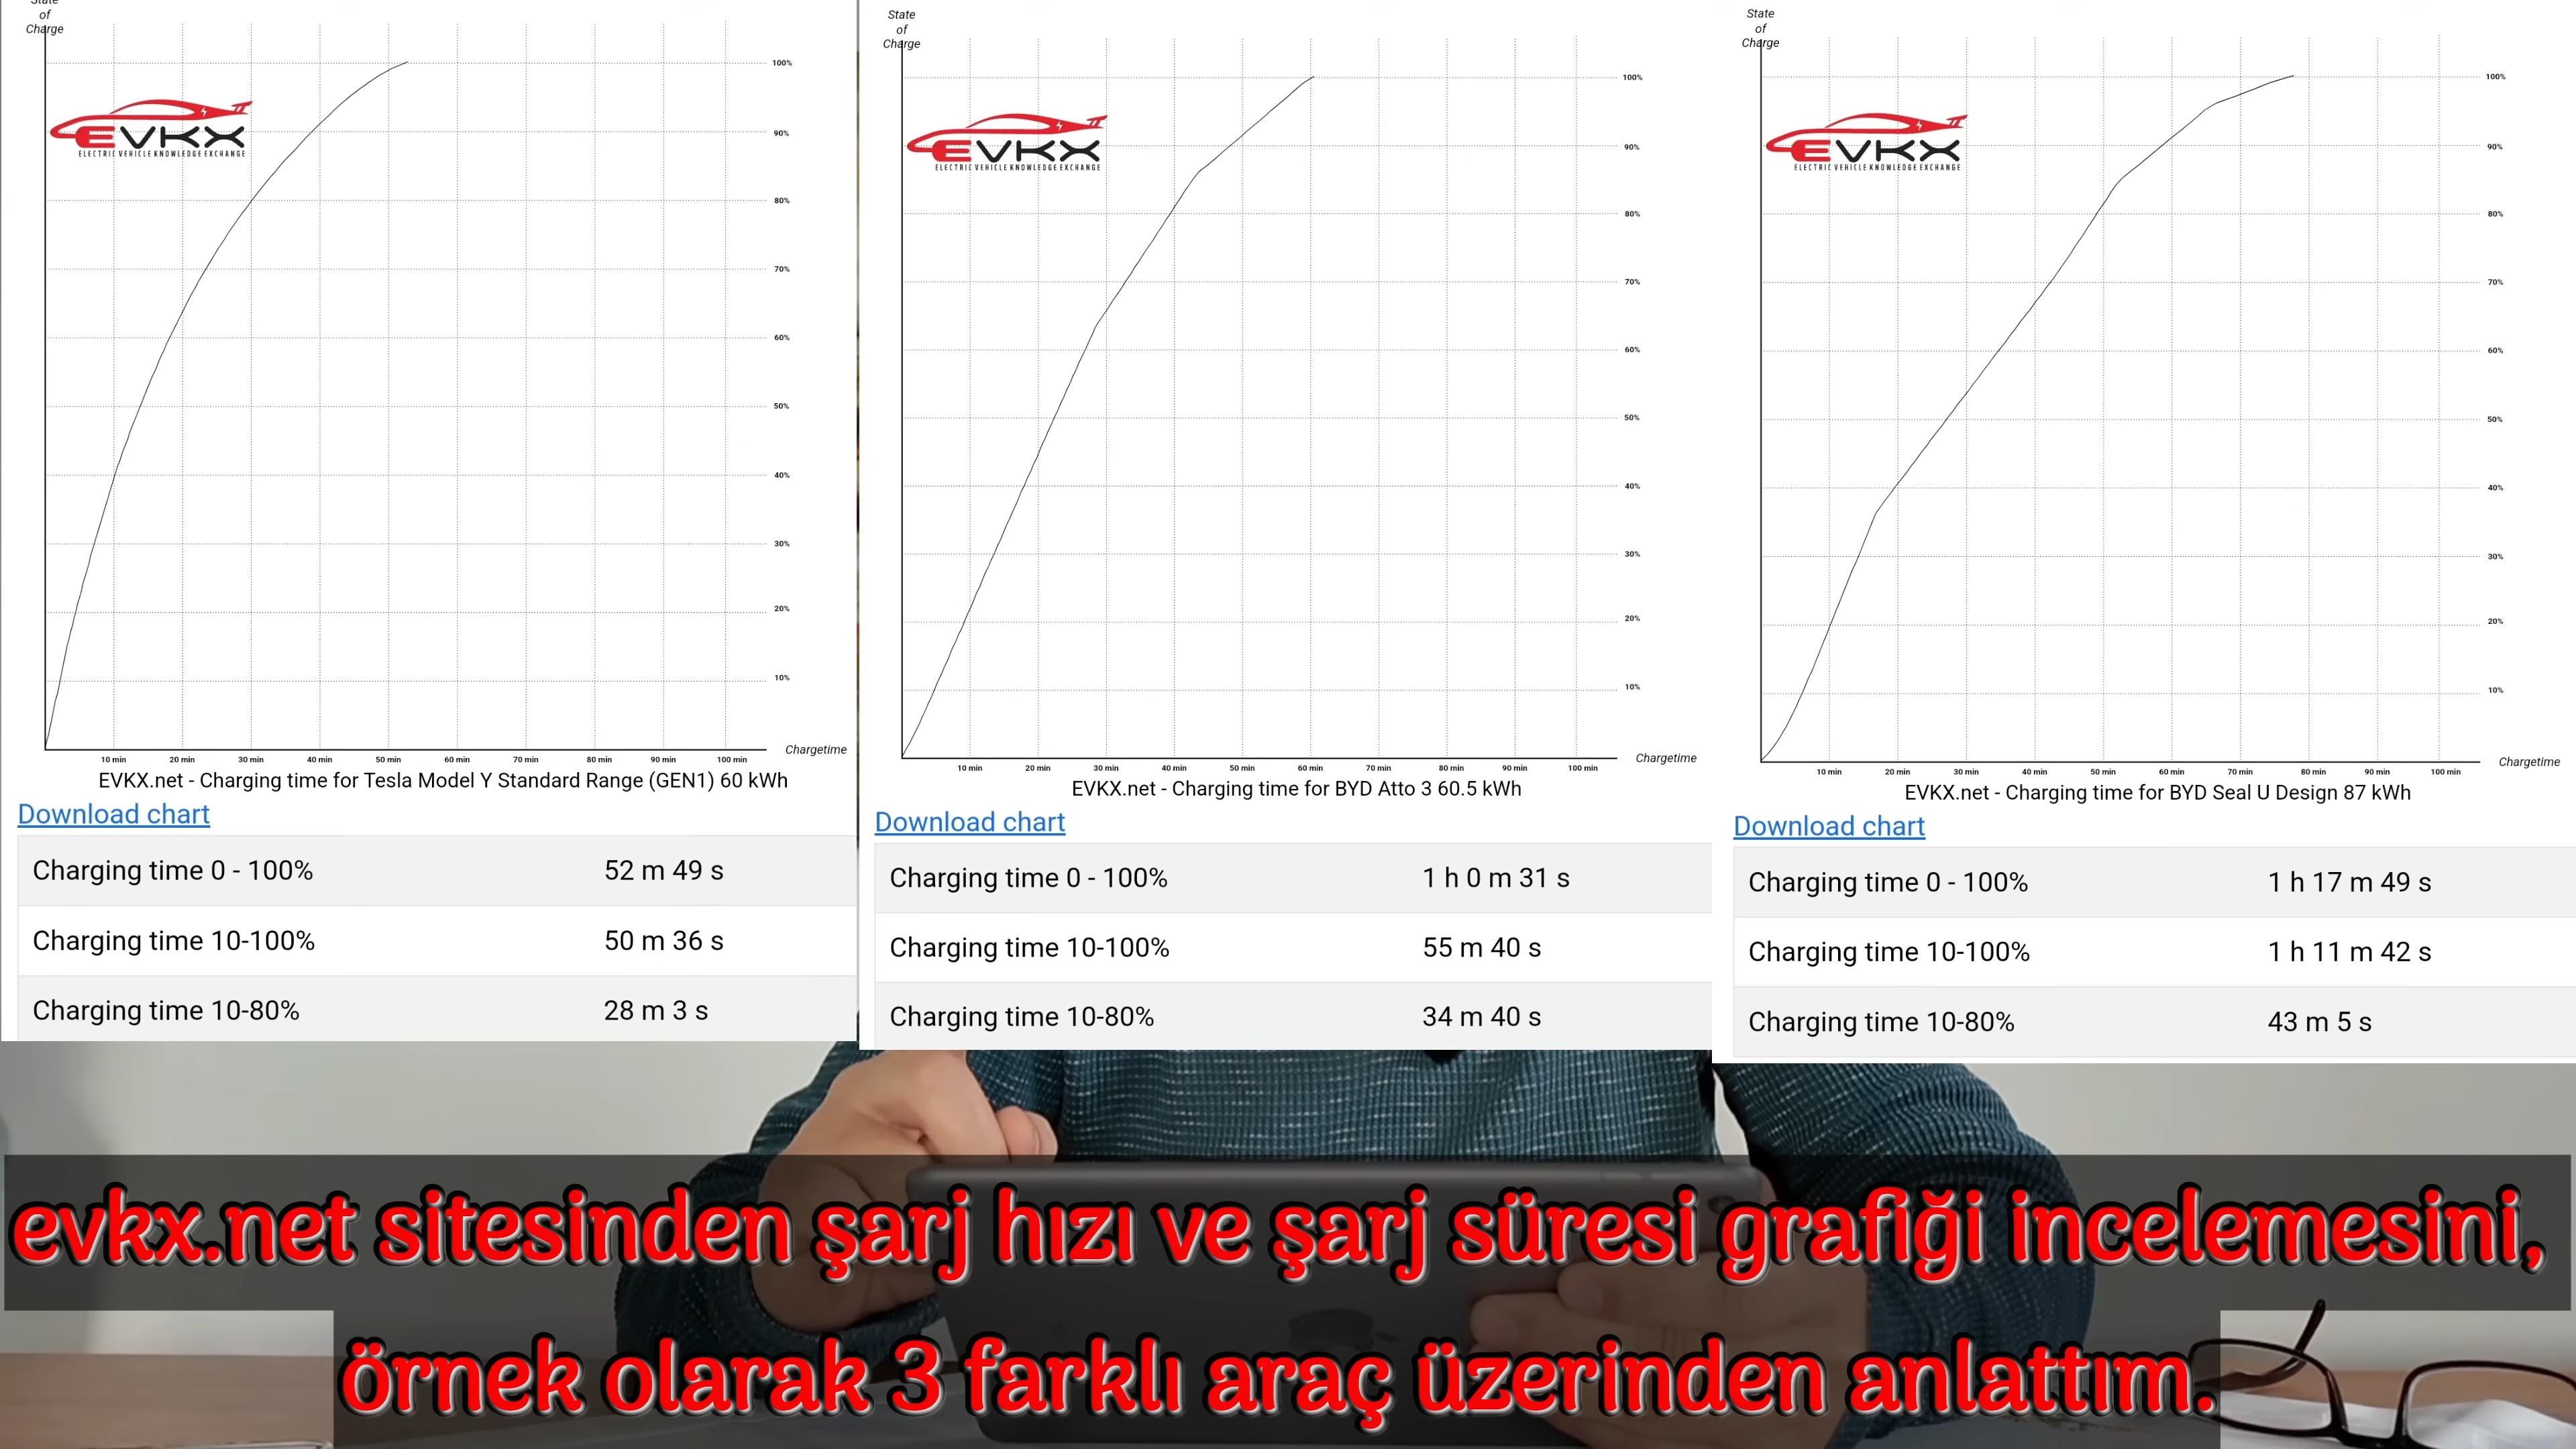 State
of
Charge
100%
90%
80%
70%
60%
50%
40%
30%
20%
10%
EVKX
ELECTRIC VEHICLE KNOWLEDGE EXCHANGE
10 min 20 min 30 min 40 min 50 min 60 min 70 min 80 min 90 min 100 min
Chargetime
EVKX.net - Charging time for Tesla Model Y Standard Range (GEN1) 60 kWh
Download chart
Charging time 0 - 100% 52 m 49 s
Charging time 10-100% 50 m 36 s
Charging time 10-80% 28 m 3 s
State
of
Charge
100%
90%
80%
70%
60%
50%
40%
30%
20%
10%
EVKX
ELECTRIC VEHICLE KNOWLEDGE EXCHANGE
10 min 20 min 30 min 40 min 50 min 60 min 70 min 80 min 90 min 100 min
Chargetime
EVKX.net - Charging time for BYD Atto 3 60.5 kWh
Download chart
Charging time 0 - 100% 1 h 0 m 31 s
Charging time 10-100% 55 m 40 s
Charging time 10-80% 34 m 40 s
State
of
Charge
100%
90%
80%
70%
60%
50%
40%
30%
20%
10%
EVKX
ELECTRIC VEHICLE KNOWLEDGE EXCHANGE
10 min 20 min 30 min 40 min 50 min 60 min 70 min 80 min 90 min 100 min
Chargetime
EVKX.net - Charging time for BYD Seal U Design 87 kWh
Download chart
Charging time 0 - 100% 1 h 17 m 49 s
Charging time 10-100% 1 h 11 m 42 s
Charging time 10-80% 43 m 5 s
evkx.net sitesinden şarj hızı ve şarj süresi grafiği incelemesini,
örnek olarak 3 farklı araç üzerinden anlattım.